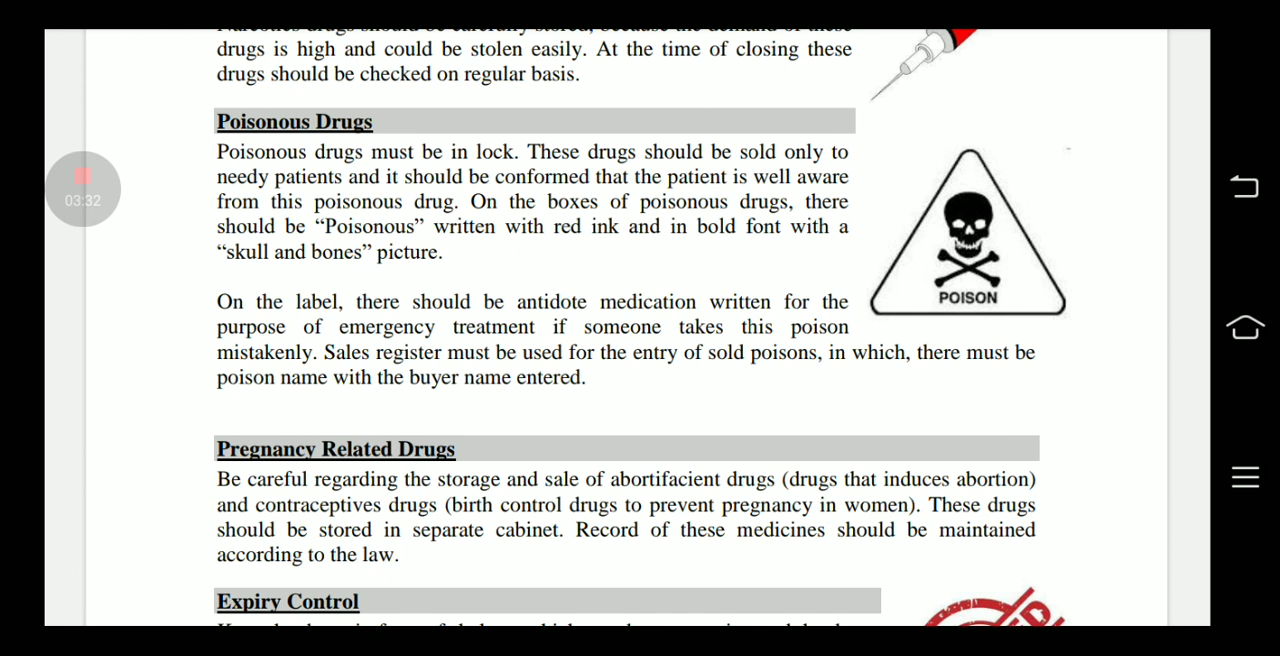 drugs is high and could be stolen easily. At the time of closing these
drugs should be checked on regular basis.
Poisonous Drugs
Poisonous drugs must be in lock. These drugs should be sold only to
needy patients and it should be conformed that the patient is well aware
from this poisonous drug. On the boxes of poisonous drugs, there
should be “Poisonous” written with red ink and in bold font with a
“skull and bones” picture.
POISON
On the label, there should be antidote medication written for the
purpose of emergency treatment if someone takes this poison
mistakenly. Sales register must be used for the entry of sold poisons, in which, there must be
poison name with the buyer name entered.
Pregnancy Related Drugs
Be careful regarding the storage and sale of abortifacient drugs (drugs that induces abortion)
and contraceptives drugs (birth control drugs to prevent pregnancy in women). These drugs
should be stored in separate cabinet. Record of these medicines should be maintained
according to the law.
Expiry Control
03:32